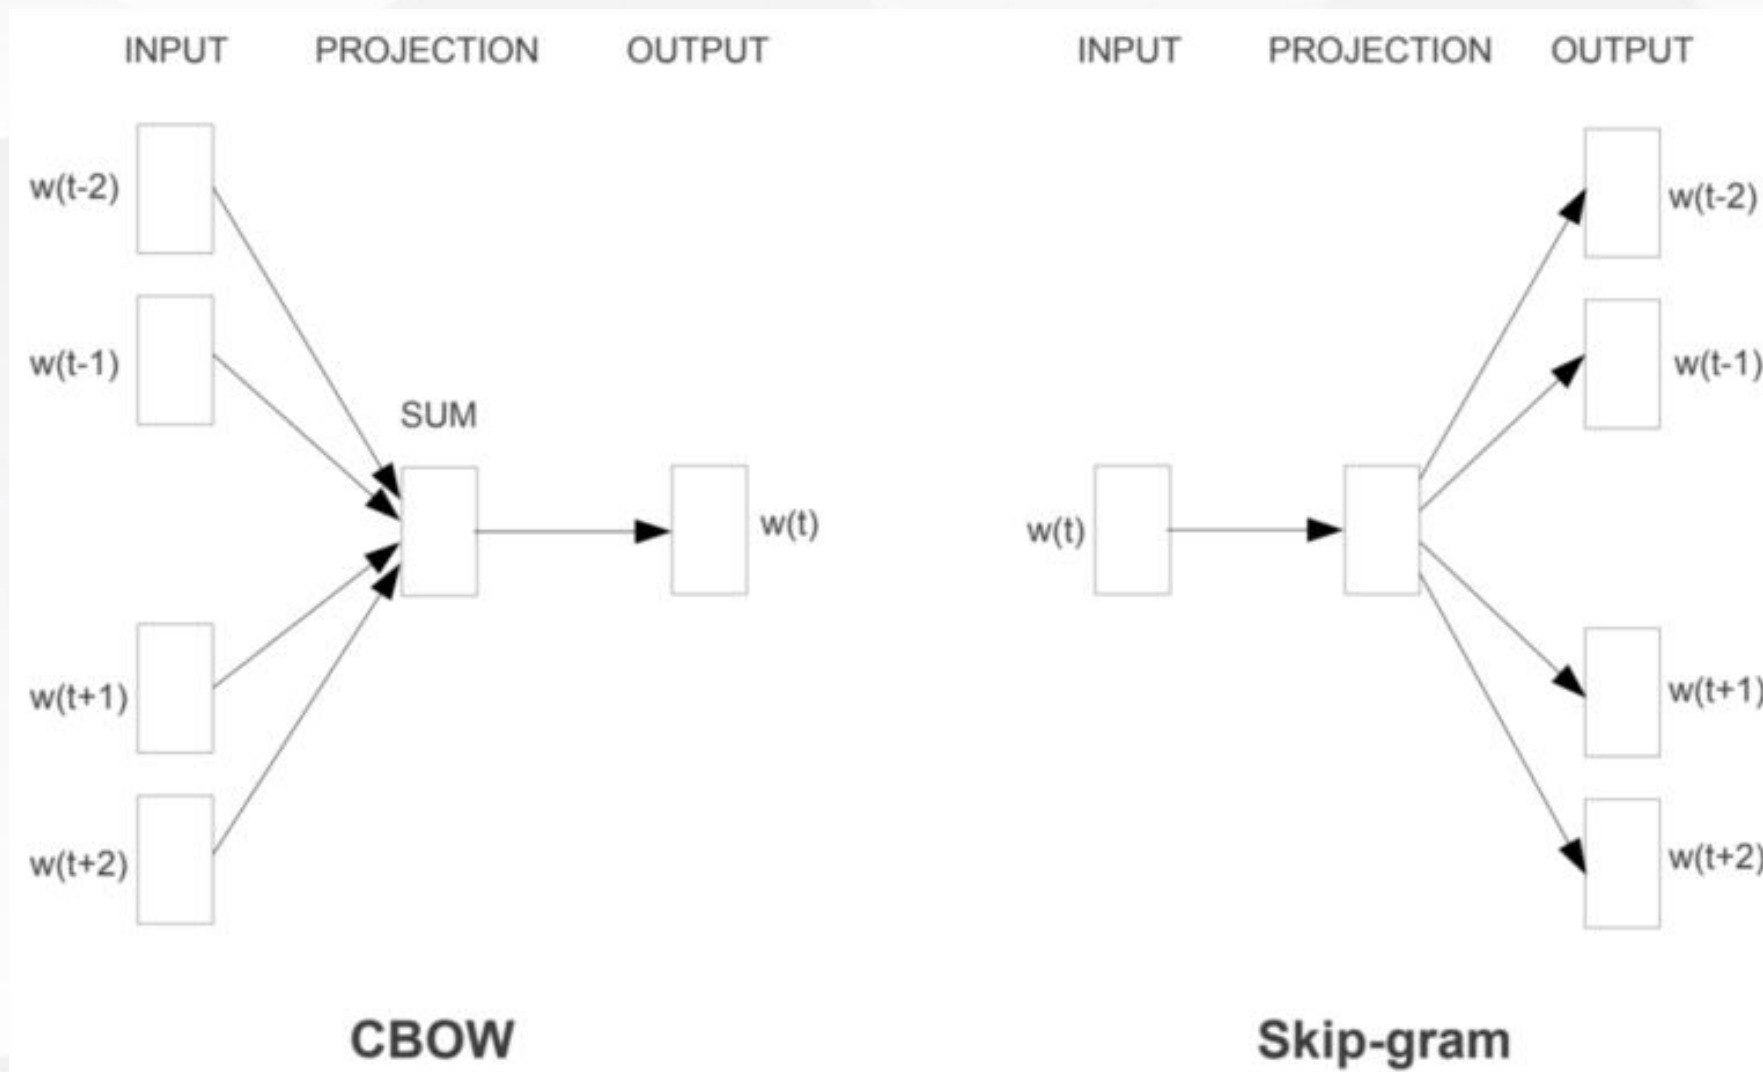 INPUT PROJECTION OUTPUT
w(t-2)
w(t-1)
SUM
w(t)
w(t+1)
w(t+2)
CBOW
INPUT PROJECTION OUTPUT
w(t-2)
w(t-1)
w(t)
w(t+1)
w(t+2)
Skip-gram